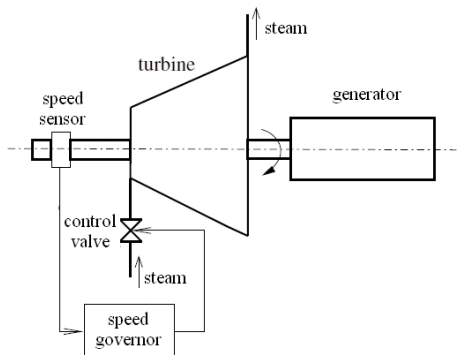 steam
turbine
speed
sensor
generator
control
valve
steam
speed
governor